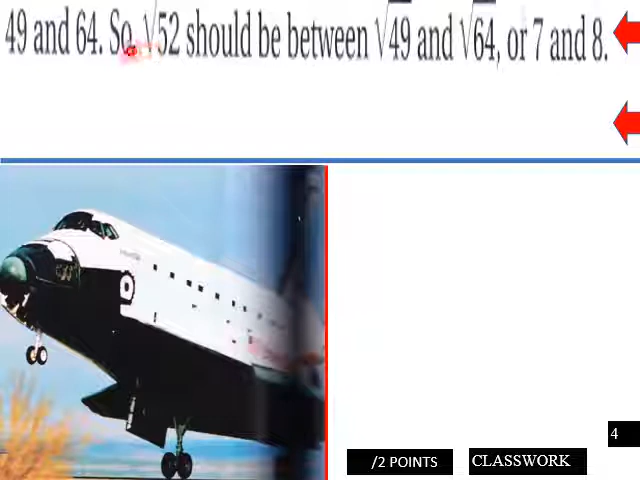 49 and 64. So, √52 should be between √49 and √64, or 7 and 8.
4
/2 POINTS
CLASSWORK